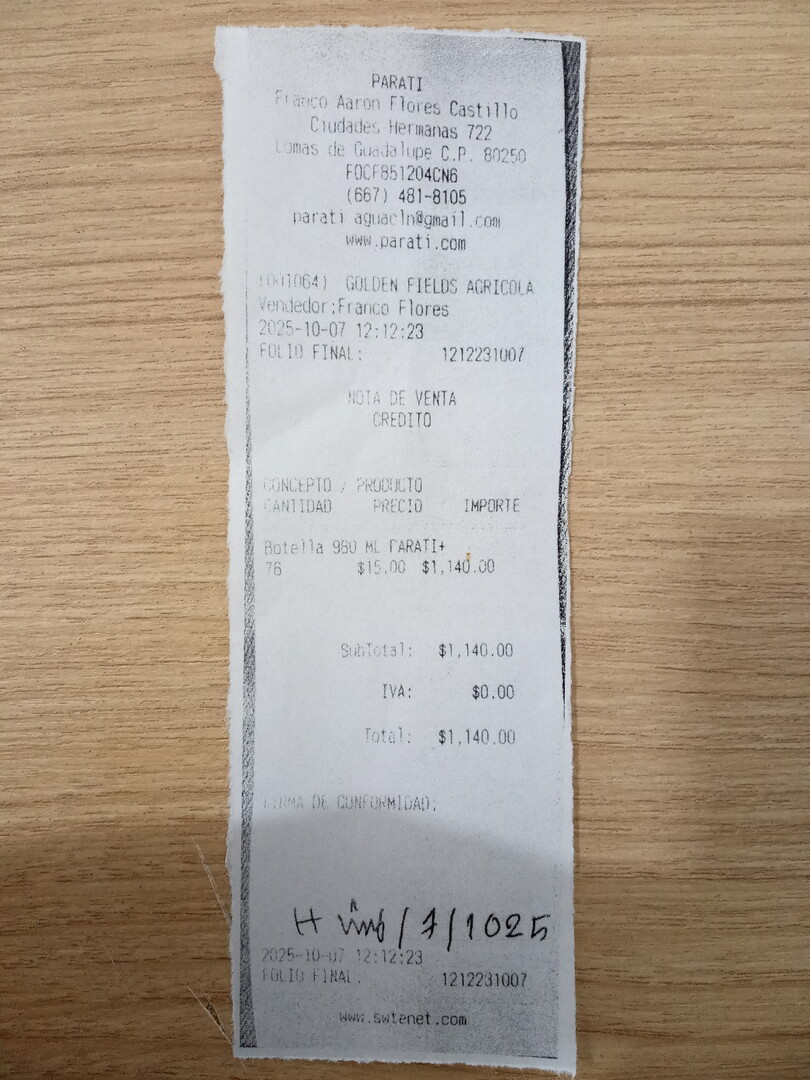 PARATI
Franco Aaron Flores Castillo
Ciudades Hermanas 722
Lomas de Guadalupe C.P. 80250
FOCF851204CN6
(667) 481-8105
parati aguacln@gmail.com
www.parati.com
(001064) GOLDEN FIELDS AGRICOLA
Vendedor:Franco Flores
2025-10-07 12:12:23
FOLIO FINAL: 1212231007
NOTA DE VENTA
CREDITO
CONCEPTO / PRODUCTO
CANTIDAD PRECIO IMPORTE
Botella 980 ML PARATI+
76 $15.00 $1,140.00
SubTotal: $1,140.00
IVA: $0.00
Total: $1,140.00
FIRMA DE CONFORMIDAD:
/7/1025
2025-10-07 12:12:23
FOLIO FINAL: 1212231007
www.swtenet.com